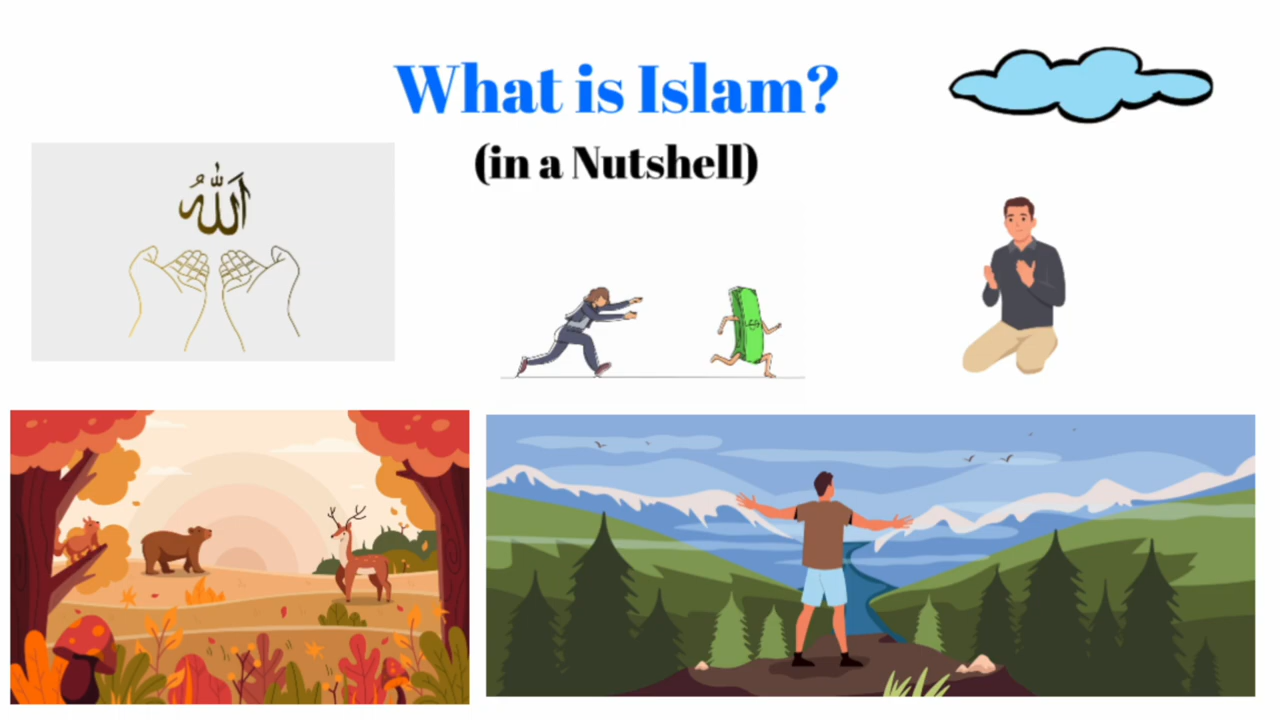 What is Islam?
(in a Nutshell)
الله